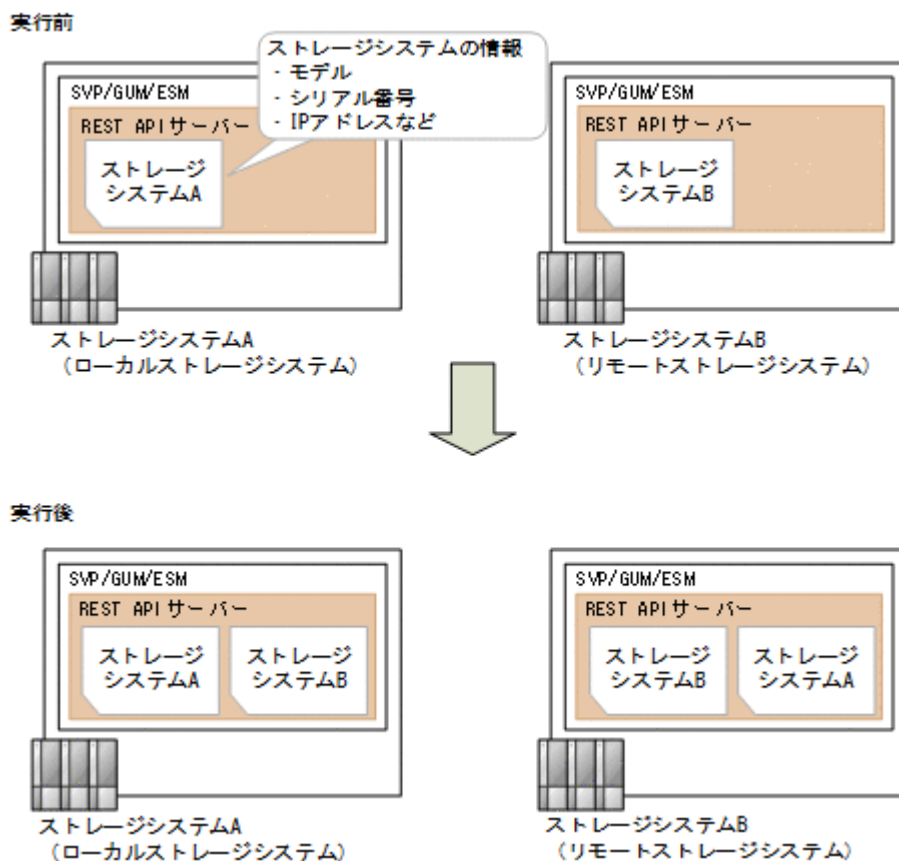 実行前
ストレージシステムの情報
- モデル
- シリアル番号
- IPアドレスなど
SVP/GUM/ESM
REST APIサーバー
ストレージ
システムA
ストレージシステムA
（ローカルストレージシステム）
SVP/GUM/ESM
REST APIサーバー
ストレージ
システムB
ストレージシステムB
（リモートストレージシステム）
実行後
SVP/GUM/ESM
REST APIサーバー
ストレージ
システムA
ストレージ
システムB
ストレージシステムA
（ローカルストレージシステム）
SVP/GUM/ESM
REST APIサーバー
ストレージ
システムB
ストレージ
システムA
ストレージシステムB
（リモートストレージシステム）